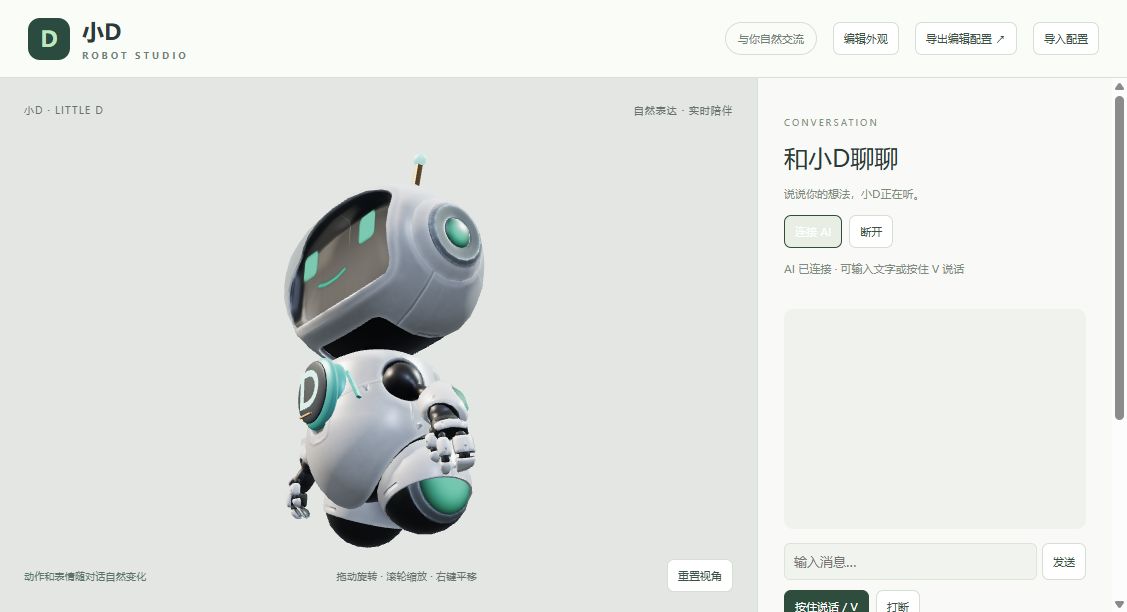 D
小D
ROBOT STUDIO
与你自然交流
编辑外观
导出编辑配置 ↗
导入配置
小D · LITTLE D
自然表达 · 实时陪伴
D
动作和表情随对话自然变化
拖动旋转 · 滚轮缩放 · 右键平移
重置视角
CONVERSATION
和小D聊聊
说说你的想法，小D正在听。
连接 AI
断开
AI 已连接 · 可输入文字或按住 V 说话
输入消息...
发送
按住说话 / V
打断